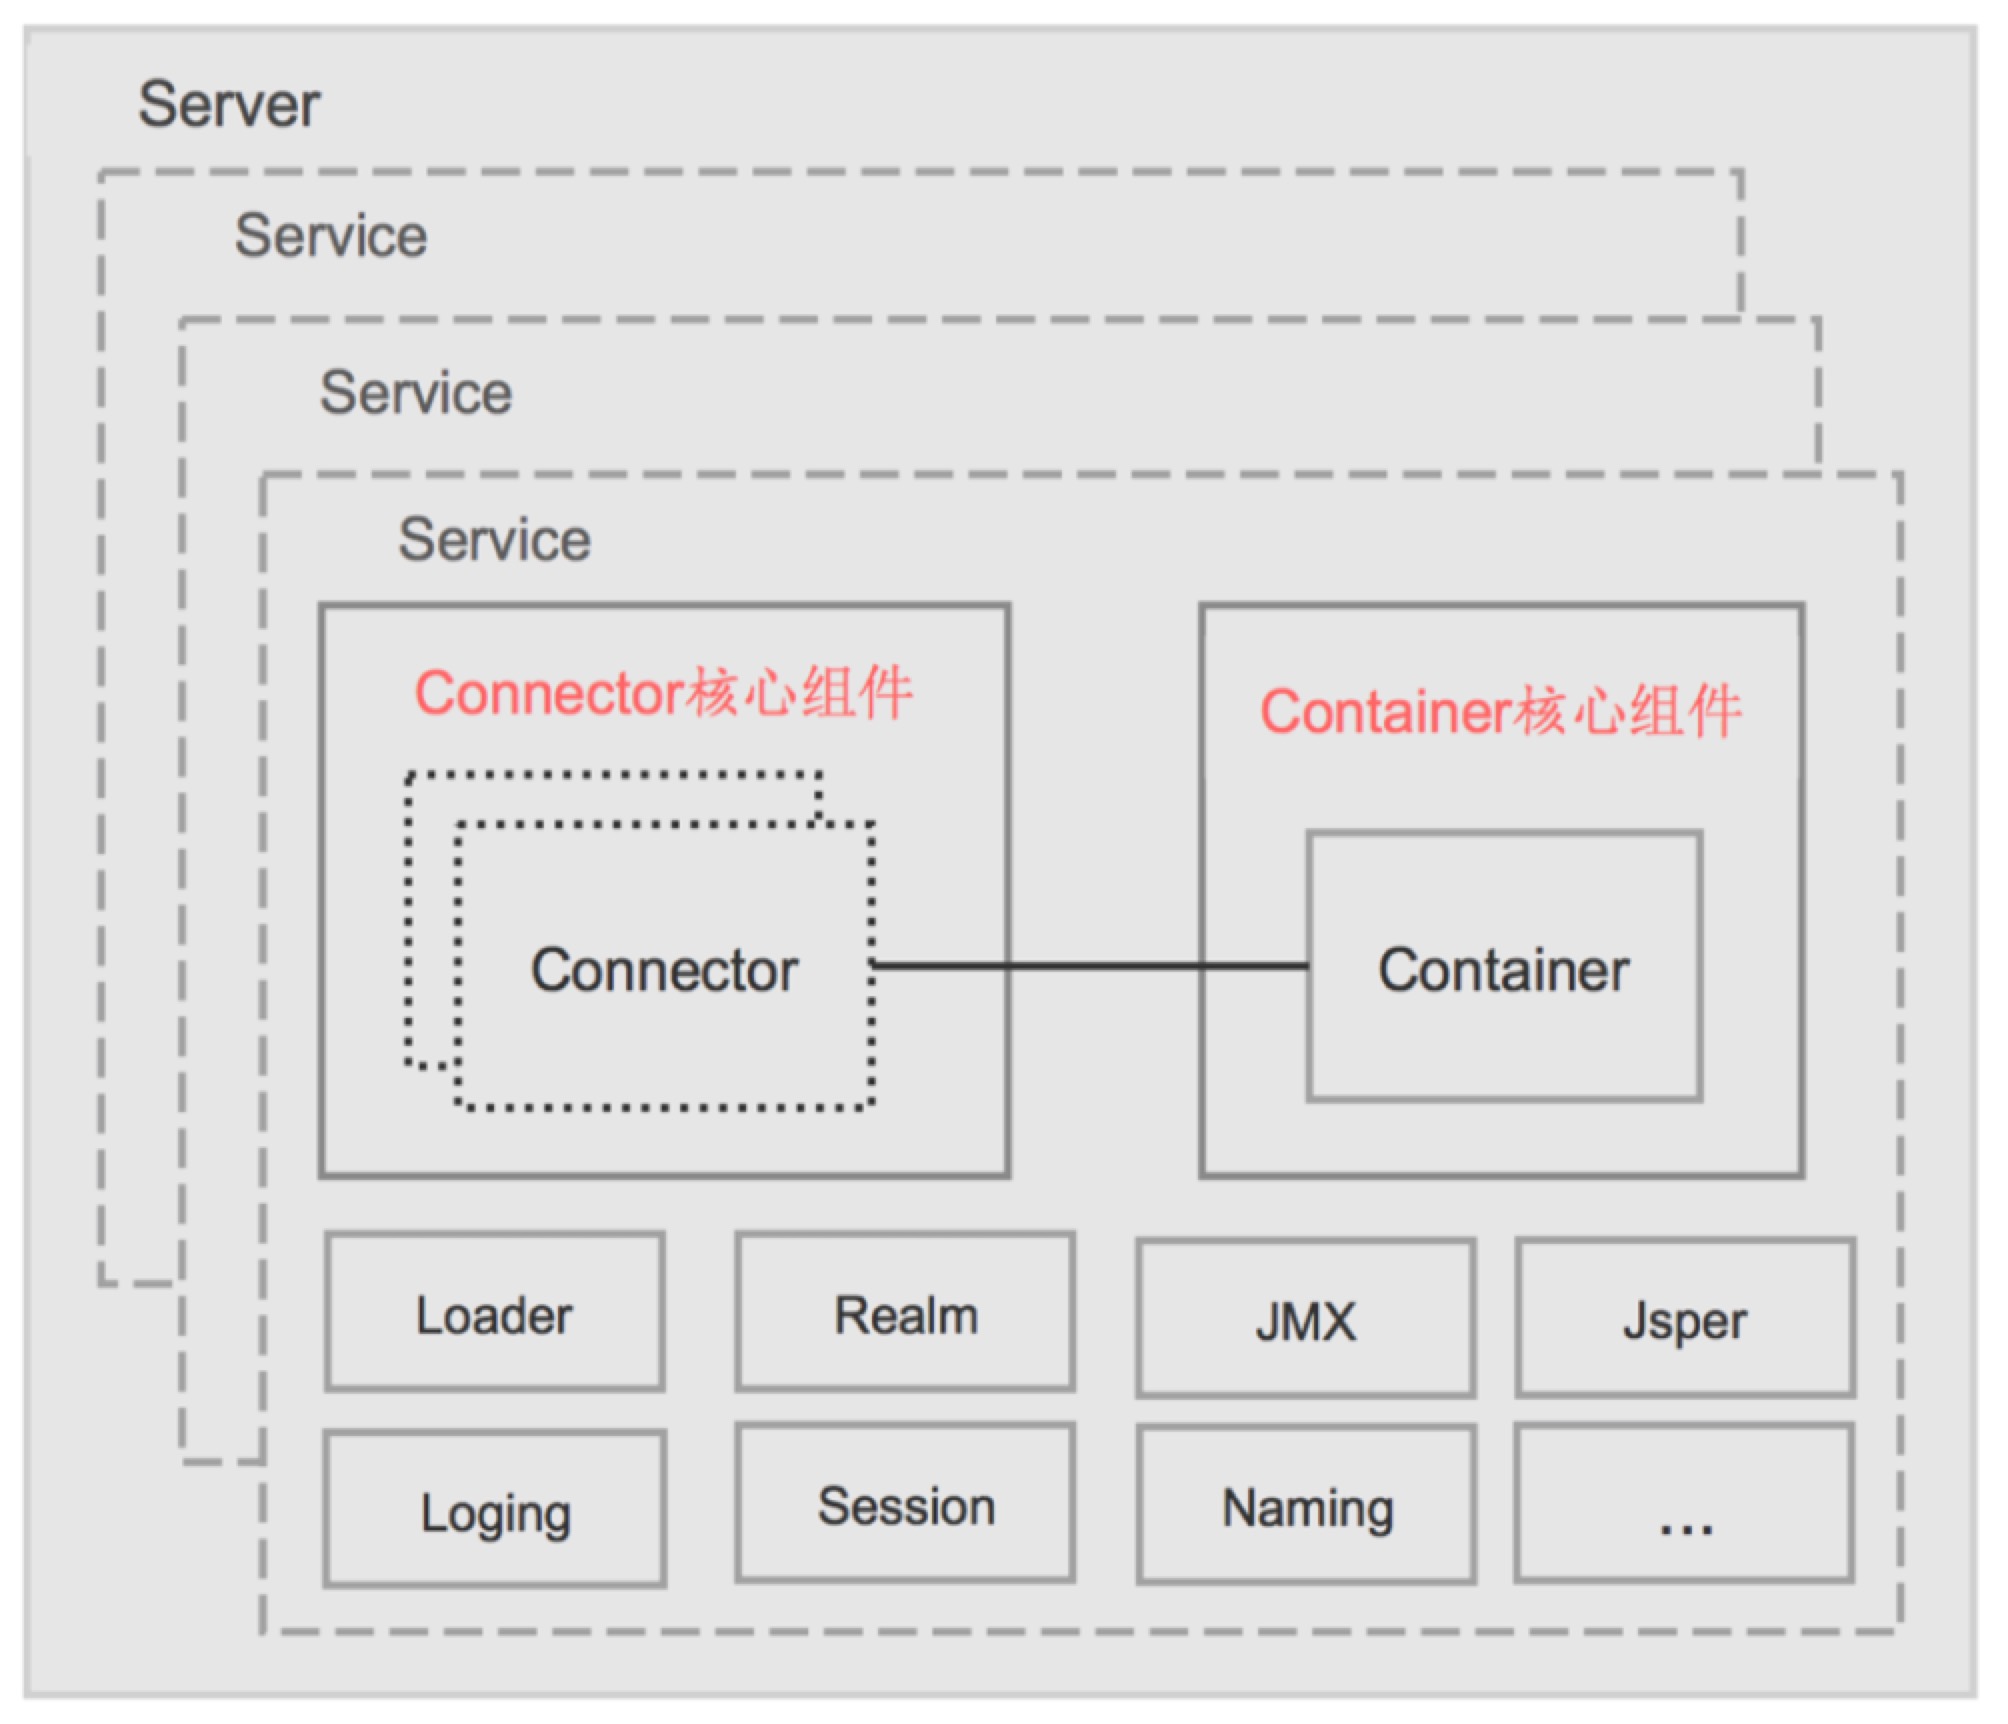 Server
Service
Service
Service
Connector核心组件
Container核心组件
Connector
Container
Loader
Realm
JMX
Jsper
Loging
Session
Naming
...